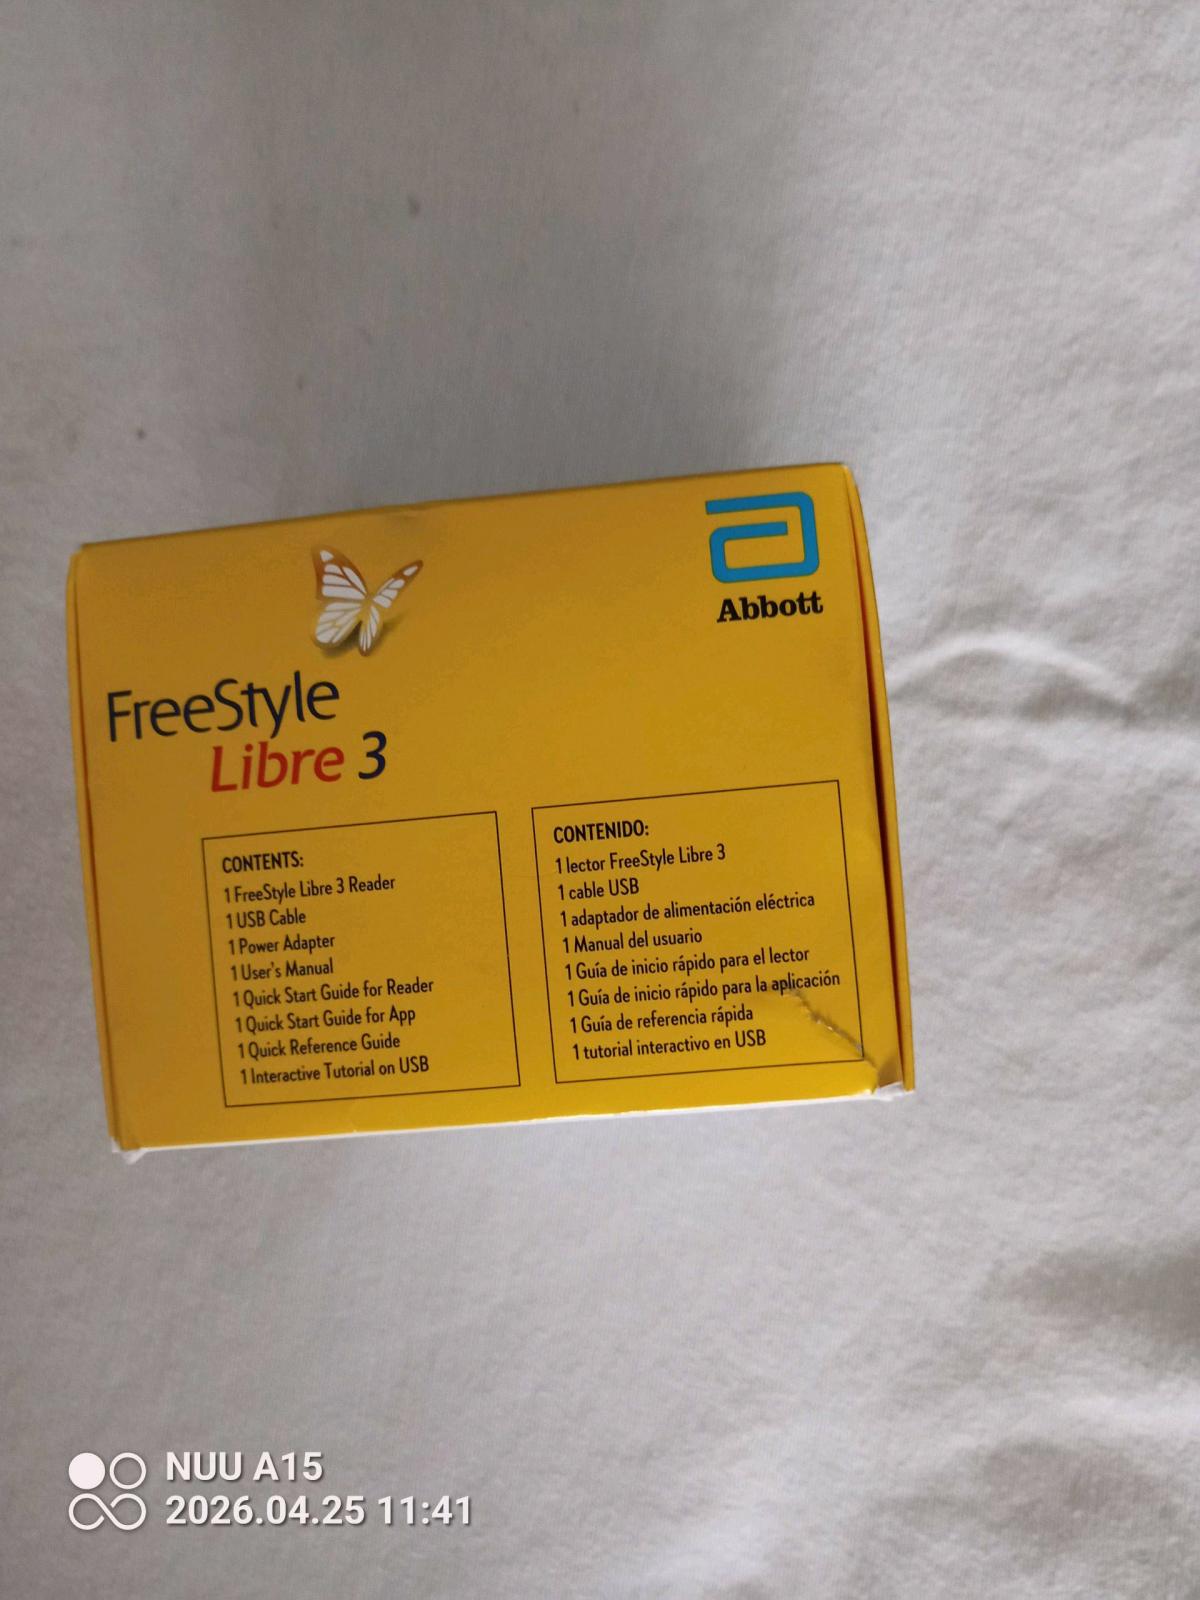 Abbott
FreeStyle
Libre 3
CONTENTS:
1 FreeStyle Libre 3 Reader
1 USB Cable
1 Power Adapter
1 User's Manual
1 Quick Start Guide for Reader
1 Quick Start Guide for App
1 Quick Reference Guide
1 Interactive Tutorial on USB
CONTENIDO:
1 lector FreeStyle Libre 3
1 cable USB
1 adaptador de alimentación eléctrica
1 Manual del usuario
1 Guía de inicio rápido para el lector
1 Guía de inicio rápido para la aplicación
1 Guía de referencia rápida
1 tutorial interactivo en USB
NUU A15
2026.04.25 11:41